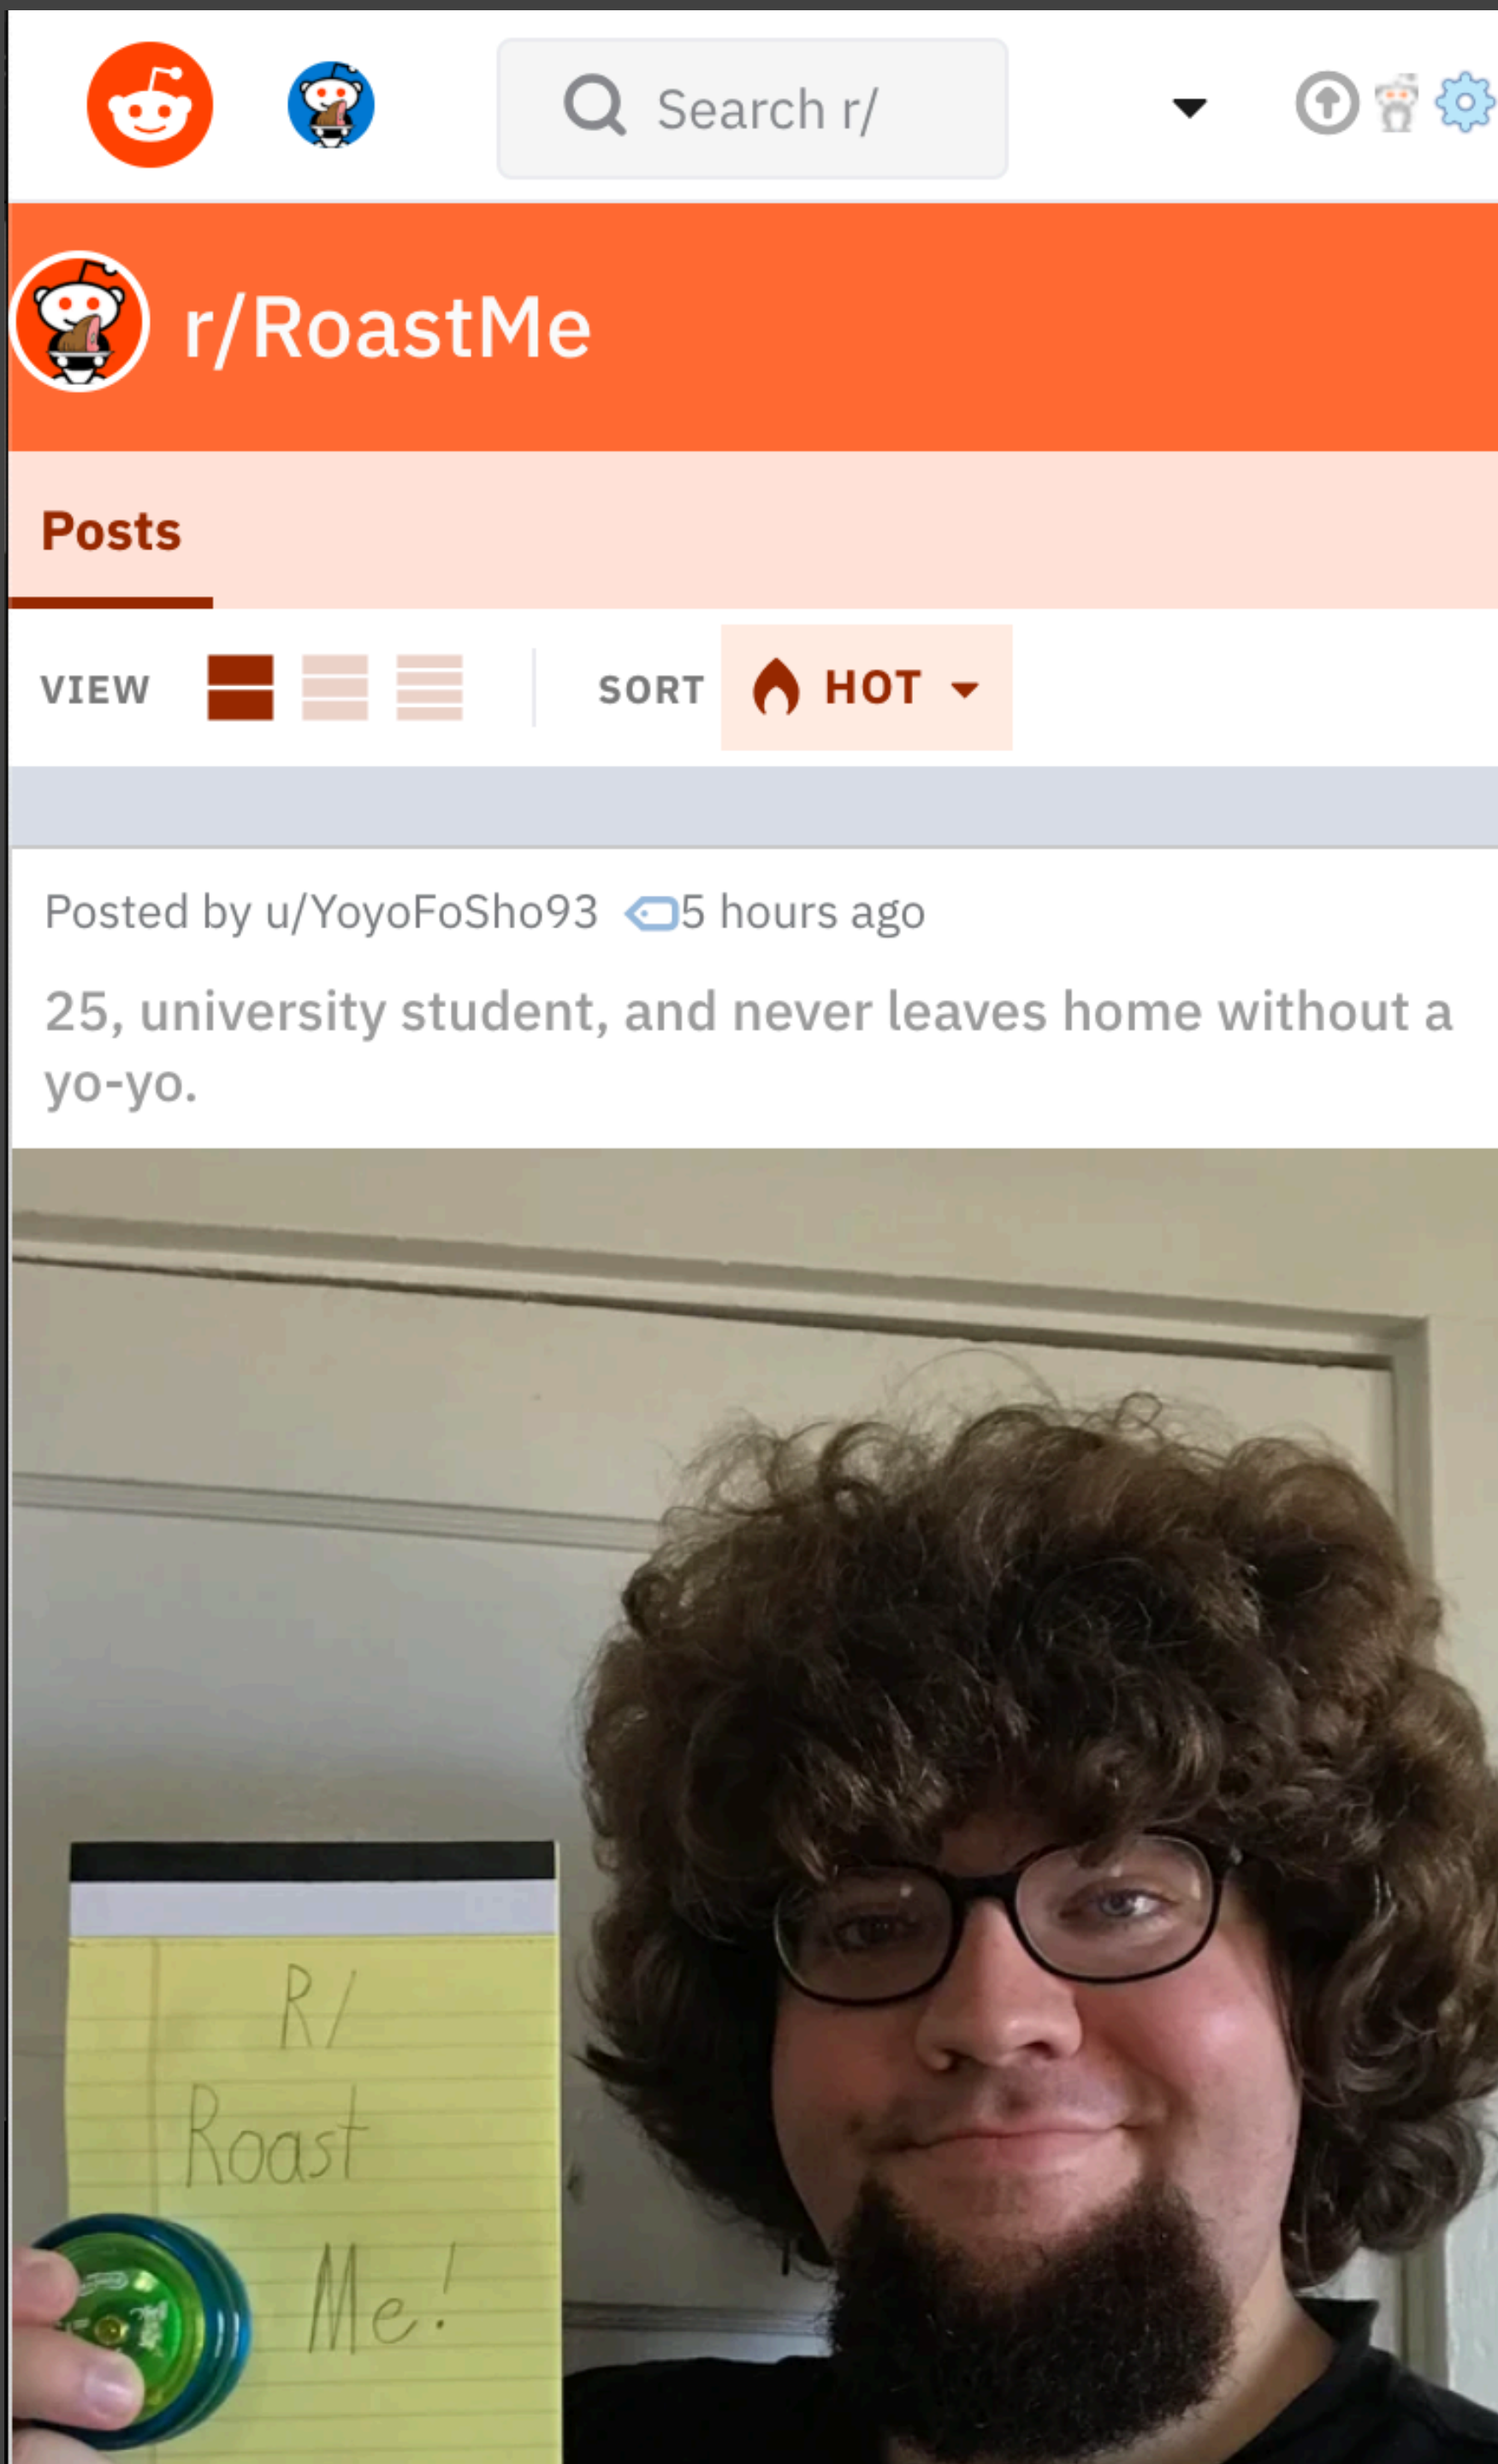 Search r/
r/RoastMe
Posts
VIEW SORT HOT
Posted by u/YoyoFoSho93 5 hours ago
25, university student, and never leaves home without a
yo-yo.
R/
Roast
Me!